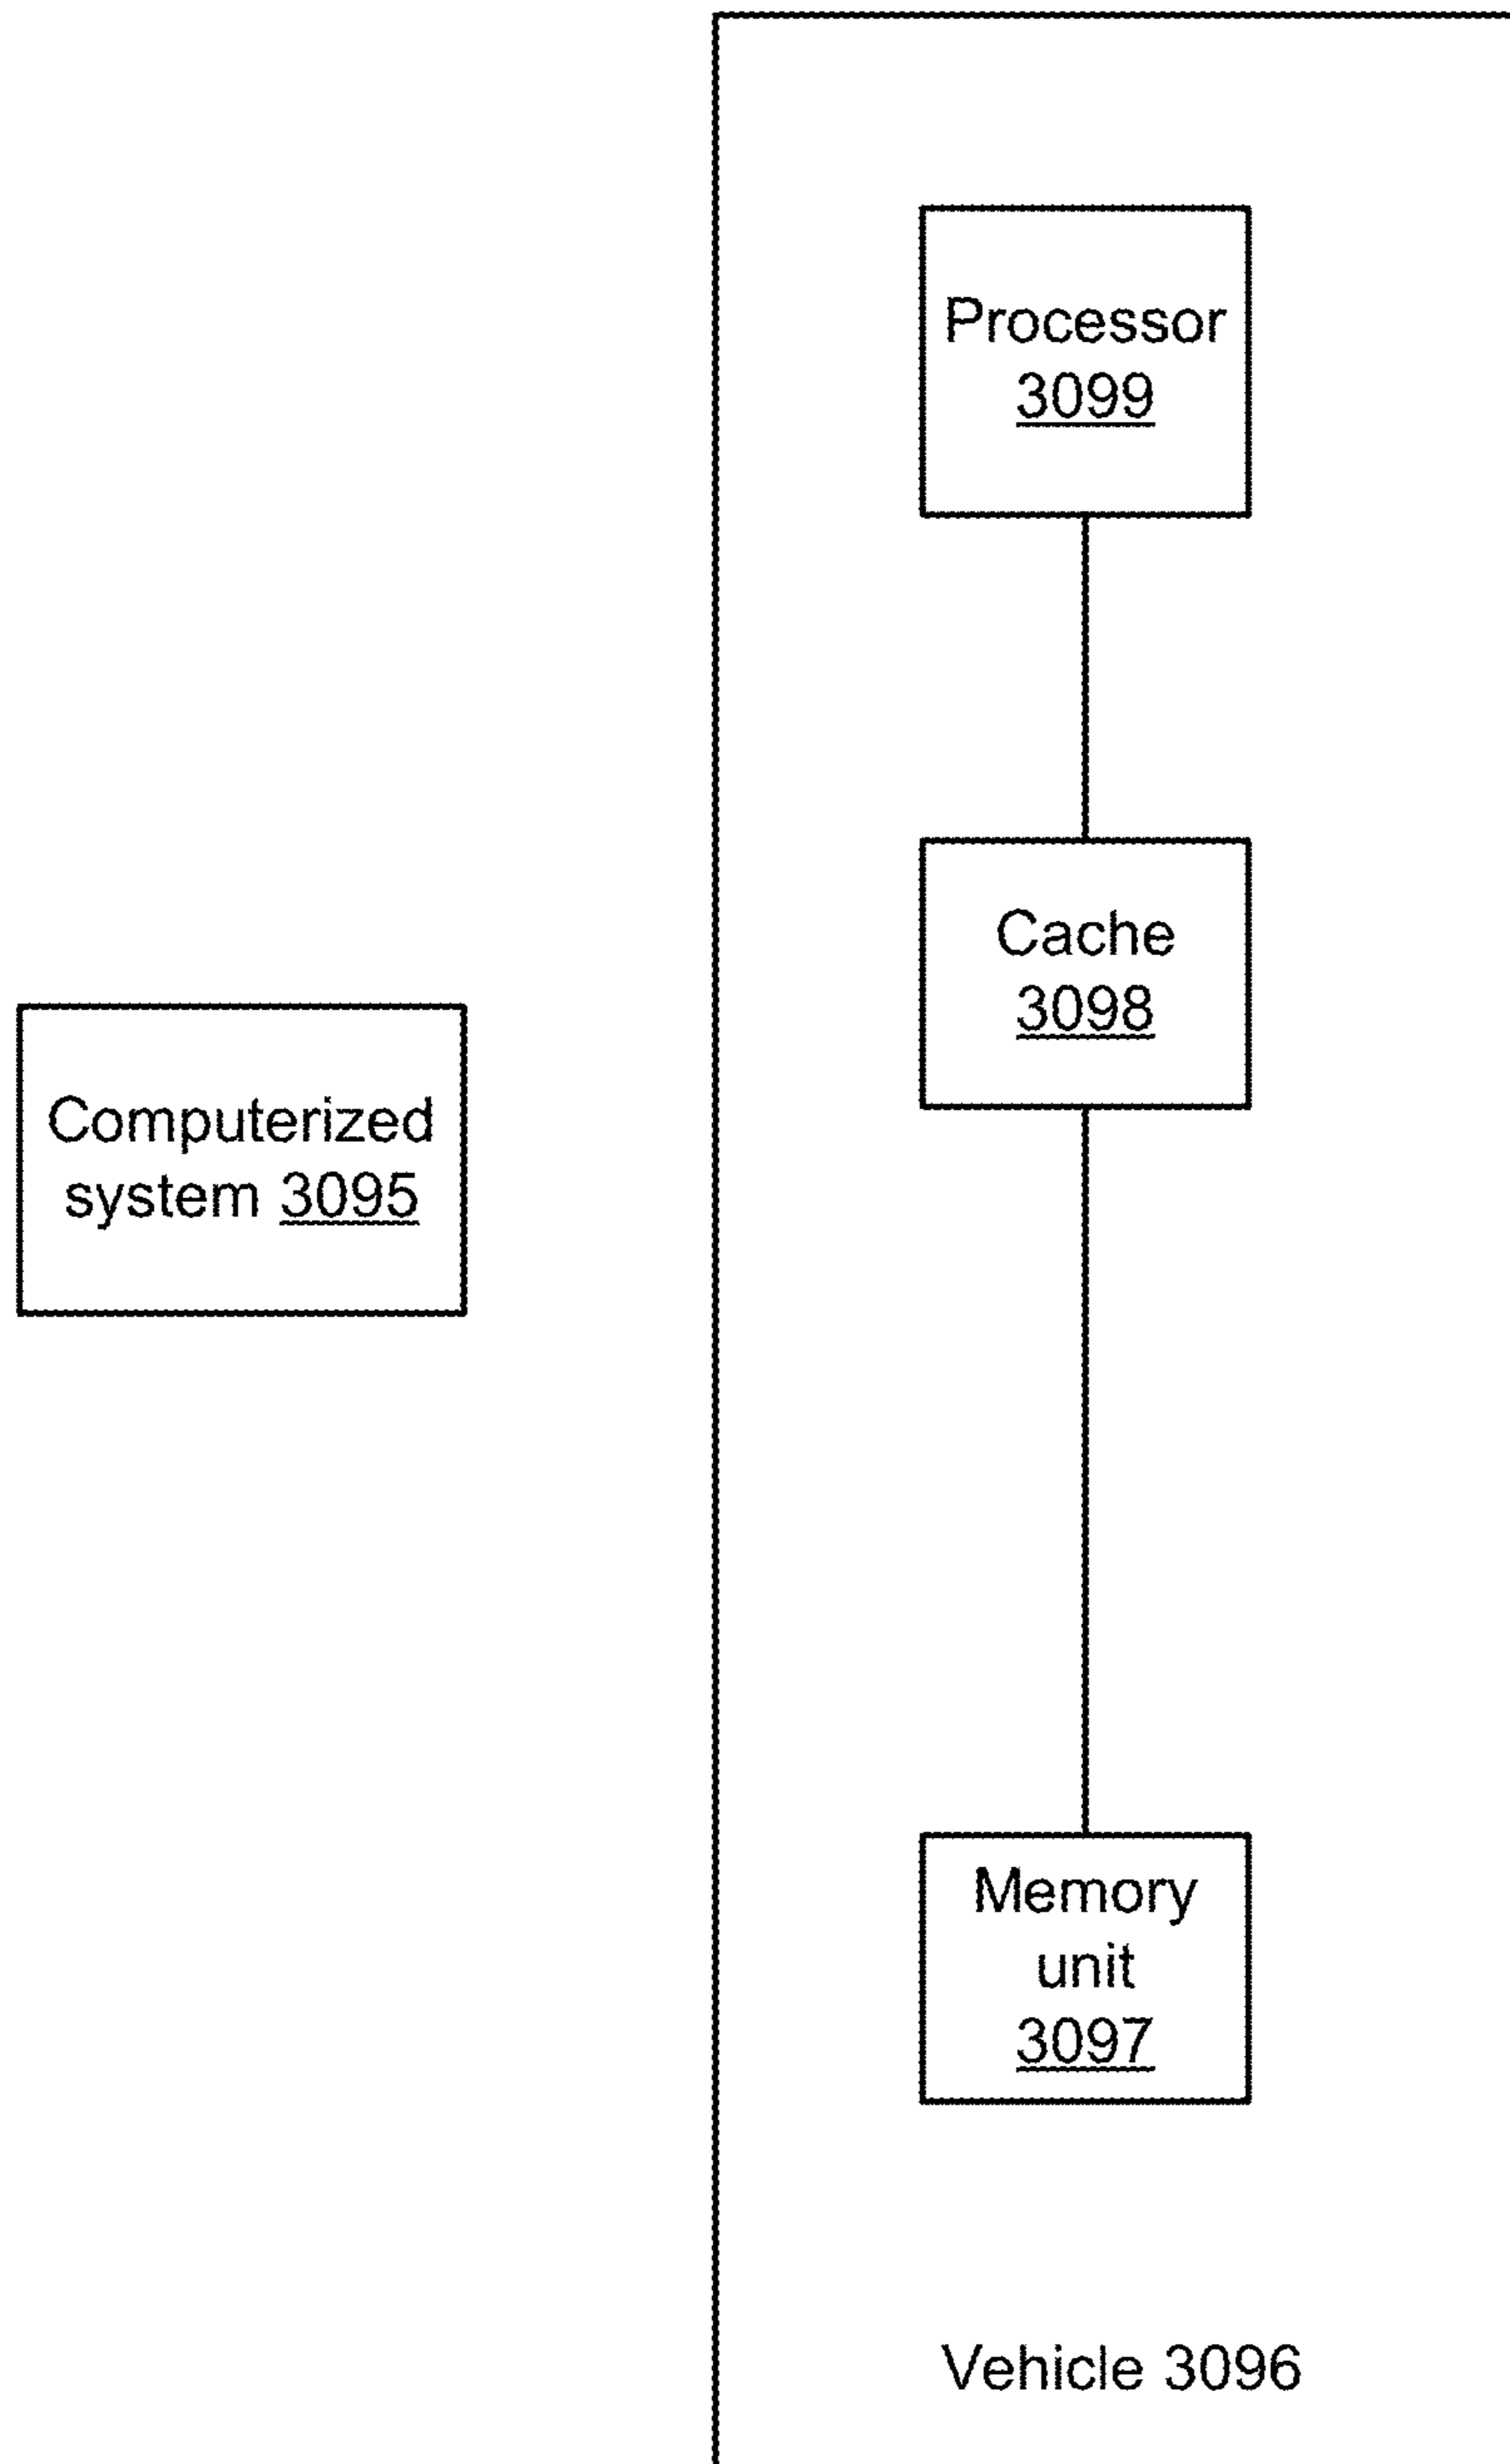 Processor
3099
Cache
3098
Computerized
system 3095
Memory
unit
3097
Vehicle 3096